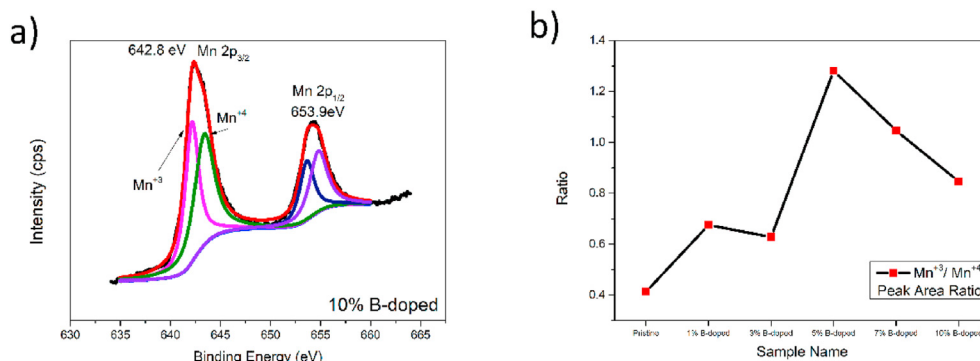 a)
642.8 eV Mn 2p3/2
Mn 2p1/2
653.9eV
Mn+4
Mn+3
Intensity (cps)
10% B-doped
630 635 640 645 650 655 660 665
Binding Energy (eV)
b)
1.4
1.2
1.0
0.8
0.6
0.4
Ratio
Mn+3/ Mn+4
Peak Area Ratio
Pristine 1% B-doped 3% B-doped 5% B-doped 7% B-doped 10% B-doped
Sample Name